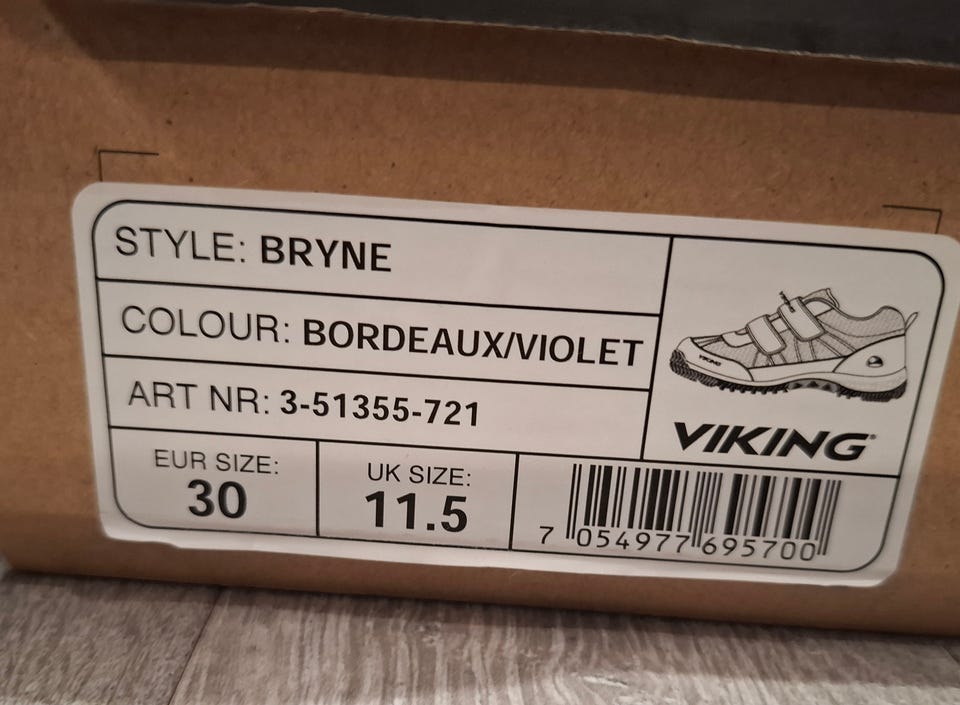 STYLE: BRYNE
COLOUR: BORDEAUX/VIOLET
ART NR: 3-51355-721
EUR SIZE:
30
UK SIZE:
11.5
VIKING
VIKING®
7 054977 695700